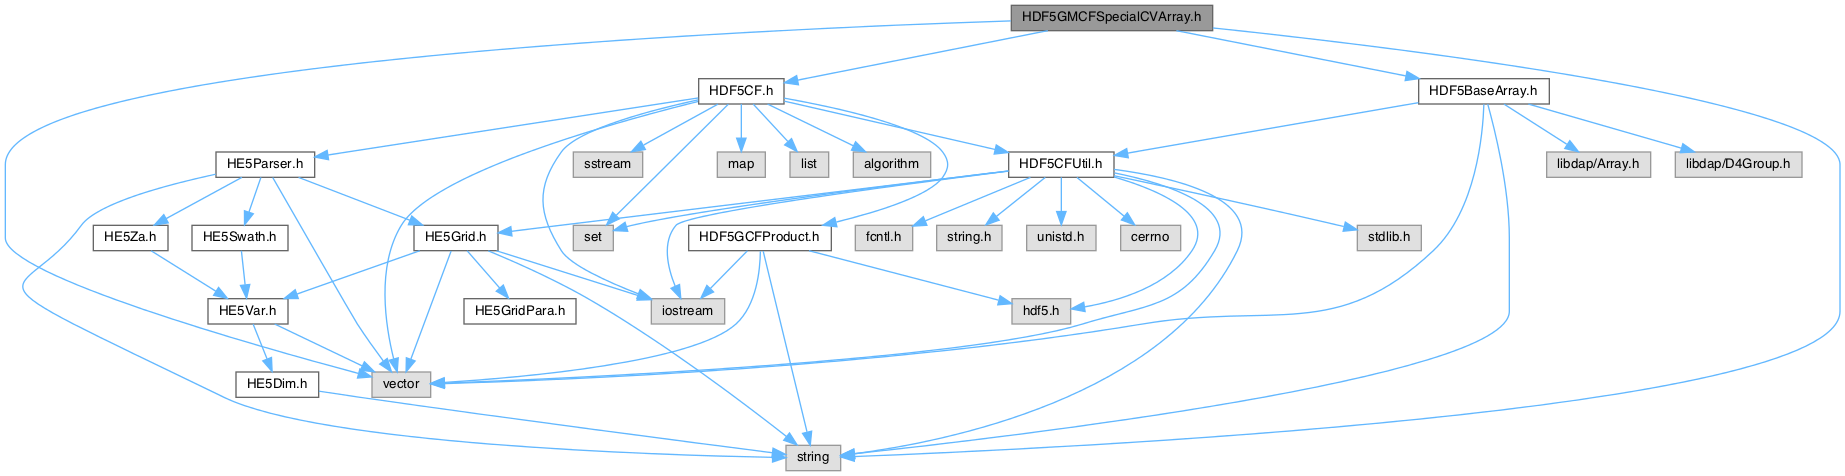 HDF5GMCFSpecialCVArray.h
HDF5CF.h
HDF5BaseArray.h
HE5Parser.h
sstream
map
list
algorithm
HDF5CFUtil.h
libdap/Array.h
libdap/D4Group.h
HE5Za.h
HE5Swath.h
HE5Grid.h
set
HDF5GCFProduct.h
fcntl.h
string.h
unistd.h
cerrno
stdlib.h
HE5Var.h
HE5GridPara.h
iostream
hdf5.h
HE5Dim.h
vector
string